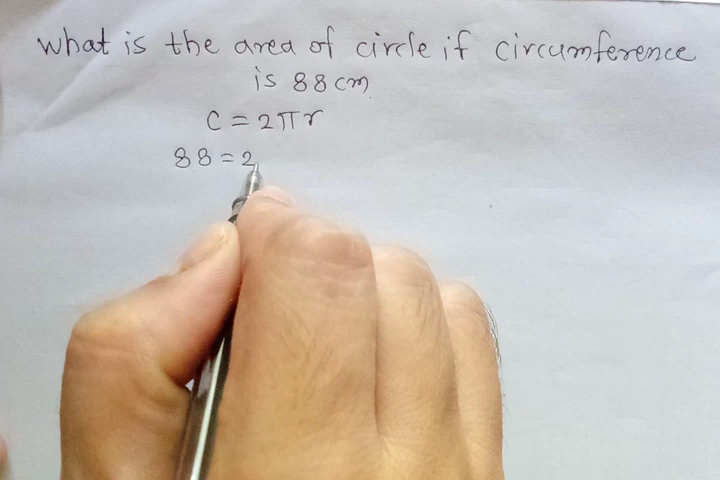 what is the area of circle if circumference
is 88 cm
C = 2πr
88 = 2